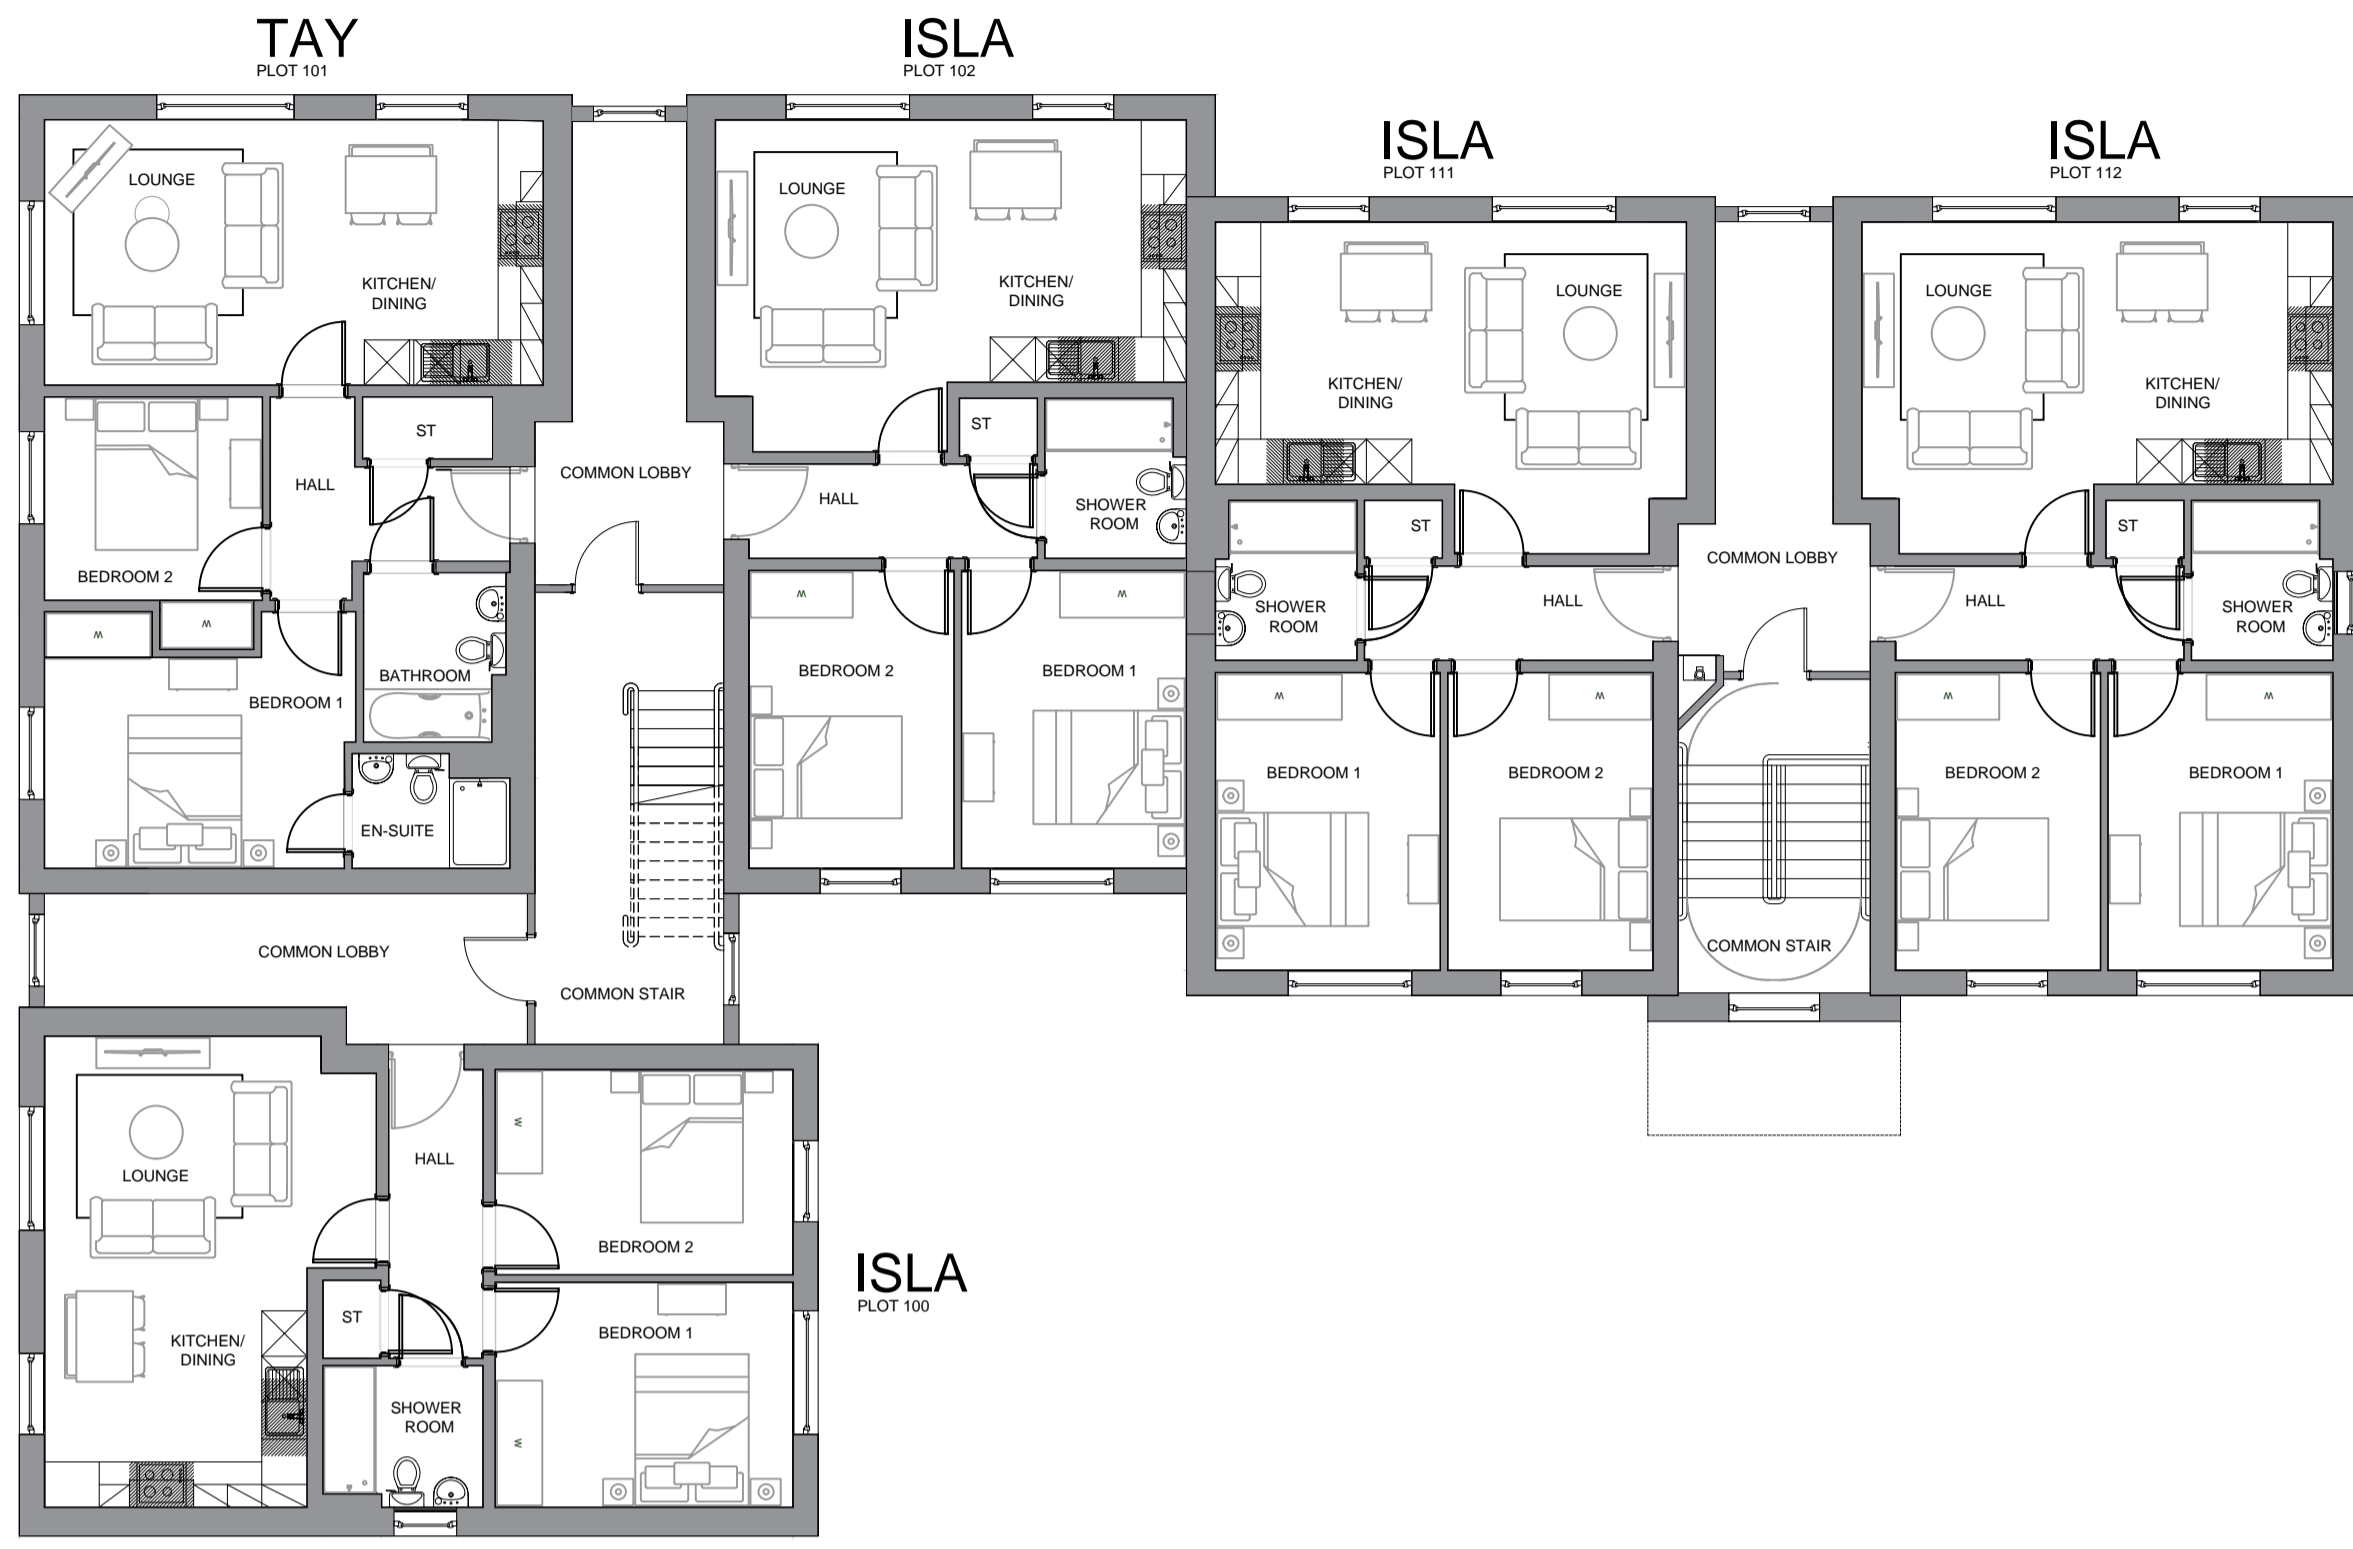 TAY
PLOT 101
ISLA
PLOT 102
ISLA
PLOT 111
ISLA
PLOT 112
LOUNGE
KITCHEN/
DINING
ST
HALL
BEDROOM 2
W
W
BATHROOM
BEDROOM 1
EN-SUITE
COMMON LOBBY
LOUNGE
KITCHEN/
DINING
ST
HALL
SHOWER
ROOM
W
W
BEDROOM 2
BEDROOM 1
LOUNGE
KITCHEN/
DINING
ST
SHOWER
ROOM
HALL
W
W
BEDROOM 1
BEDROOM 2
COMMON LOBBY
COMMON STAIR
LOUNGE
KITCHEN/
DINING
ST
HALL
SHOWER
ROOM
W
W
BEDROOM 2
BEDROOM 1
COMMON LOBBY
COMMON STAIR
LOUNGE
HALL
W
BEDROOM 2
ISLA
PLOT 100
ST
KITCHEN/
DINING
BEDROOM 1
SHOWER
ROOM
W